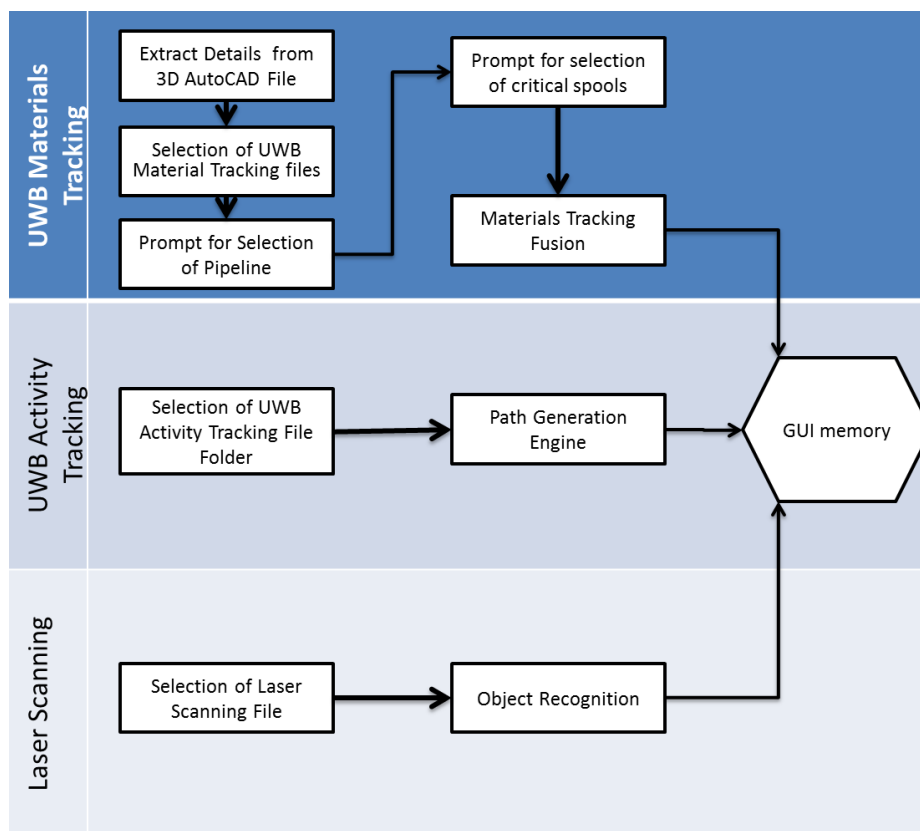 UWB Materials
Tracking
Extract Details from
3D AutoCAD File
Selection of UWB
Material Tracking files
Prompt for Selection
of Pipeline
Prompt for selection
of critical spools
Materials Tracking
Fusion
UWB Activity
Tracking
Selection of UWB
Activity Tracking File
Folder
Path Generation
Engine
GUI memory
Laser Scanning
Selection of Laser
Scanning File
Object Recognition